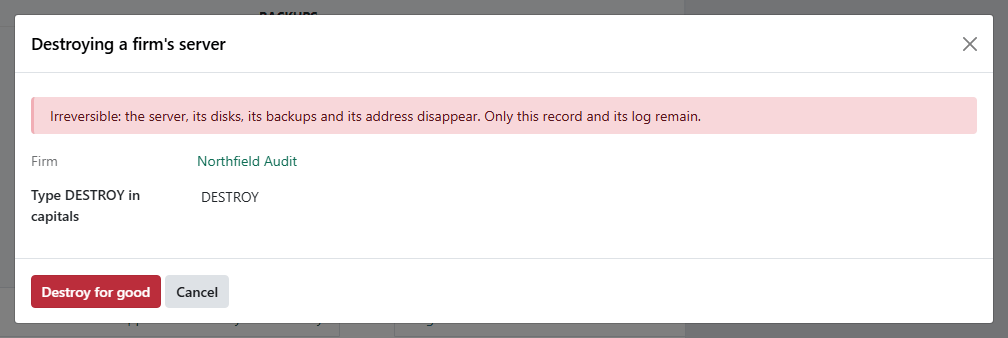 BACKUPS
Destroying a firm's server
Irreversible: the server, its disks, its backups and its address disappear. Only this record and its log remain.
Firm Northfield Audit
Type DESTROY in capitals DESTROY
Destroy for good Cancel